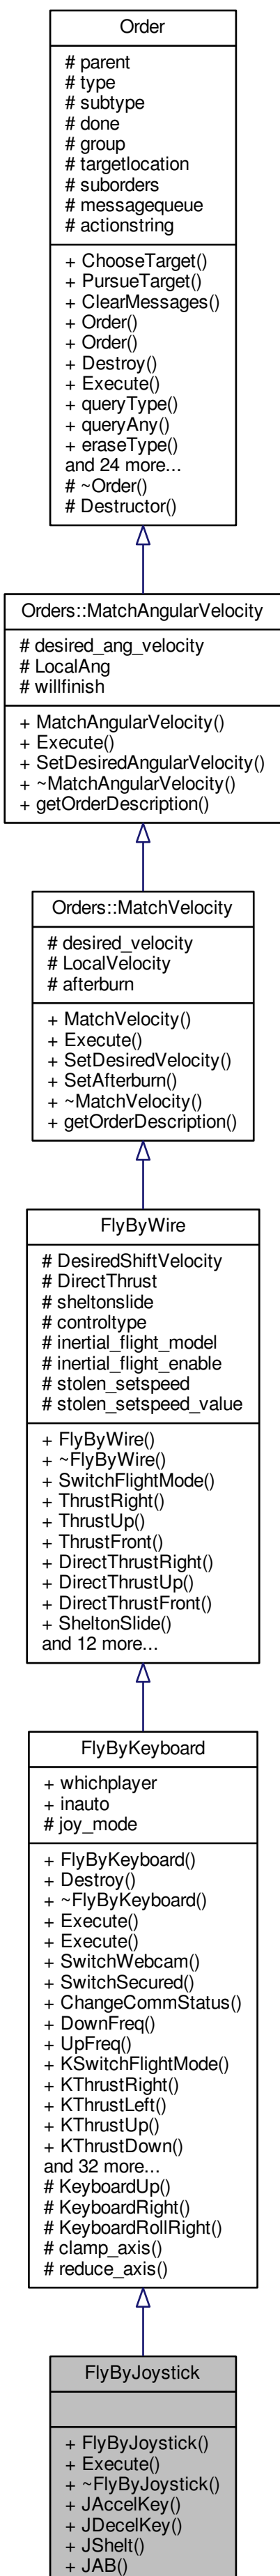 Order
# parent
# type
# subtype
# done
# group
# targetlocation
# suborders
# messagequeue
# actionstring
+ ChooseTarget()
+ PursueTarget()
+ ClearMessages()
+ Order()
+ Order()
+ Destroy()
+ Execute()
+ queryType()
+ queryAny()
+ eraseType()
and 24 more...
# ~Order()
# Destructor()
Orders::MatchAngularVelocity
# desired_ang_velocity
# LocalAng
# willfinish
+ MatchAngularVelocity()
+ Execute()
+ SetDesiredAngularVelocity()
+ ~MatchAngularVelocity()
+ getOrderDescription()
Orders::MatchVelocity
# desired_velocity
# LocalVelocity
# afterburn
+ MatchVelocity()
+ Execute()
+ SetDesiredVelocity()
+ SetAfterburn()
+ ~MatchVelocity()
+ getOrderDescription()
FlyByWire
# DesiredShiftVelocity
# DirectThrust
# sheltonslide
# controltype
# inertial_flight_model
# inertial_flight_enable
# stolen_setspeed
# stolen_setspeed_value
+ FlyByWire()
+ ~FlyByWire()
+ SwitchFlightMode()
+ ThrustRight()
+ ThrustUp()
+ ThrustFront()
+ DirectThrustRight()
+ DirectThrustUp()
+ DirectThrustFront()
+ SheltonSlide()
and 12 more...
FlyByKeyboard
+ whichplayer
+ inauto
# joy_mode
+ FlyByKeyboard()
+ Destroy()
+ ~FlyByKeyboard()
+ Execute()
+ Execute()
+ SwitchWebcam()
+ SwitchSecured()
+ ChangeCommStatus()
+ DownFreq()
+ UpFreq()
+ KSwitchFlightMode()
+ KThrustRight()
+ KThrustLeft()
+ KThrustUp()
+ KThrustDown()
and 32 more...
# KeyboardUp()
# KeyboardRight()
# KeyboardRollRight()
# clamp_axis()
# reduce_axis()
FlyByJoystick
+ FlyByJoystick()
+ Execute()
+ ~FlyByJoystick()
+ JAccelKey()
+ JDecelKey()
+ JShelt()
+ JAB()